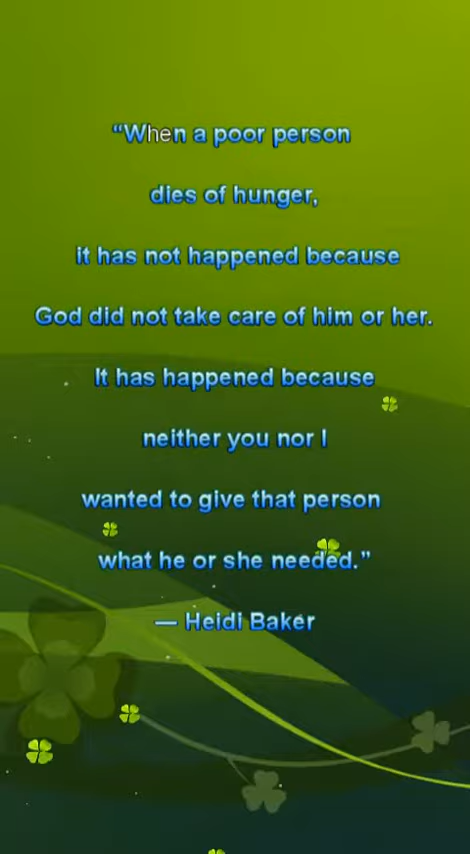 “When a poor person
dies of hunger,
it has not happened because
God did not take care of him or her.
It has happened because
neither you nor I
wanted to give that person
what he or she needed.”
— Heidi Baker